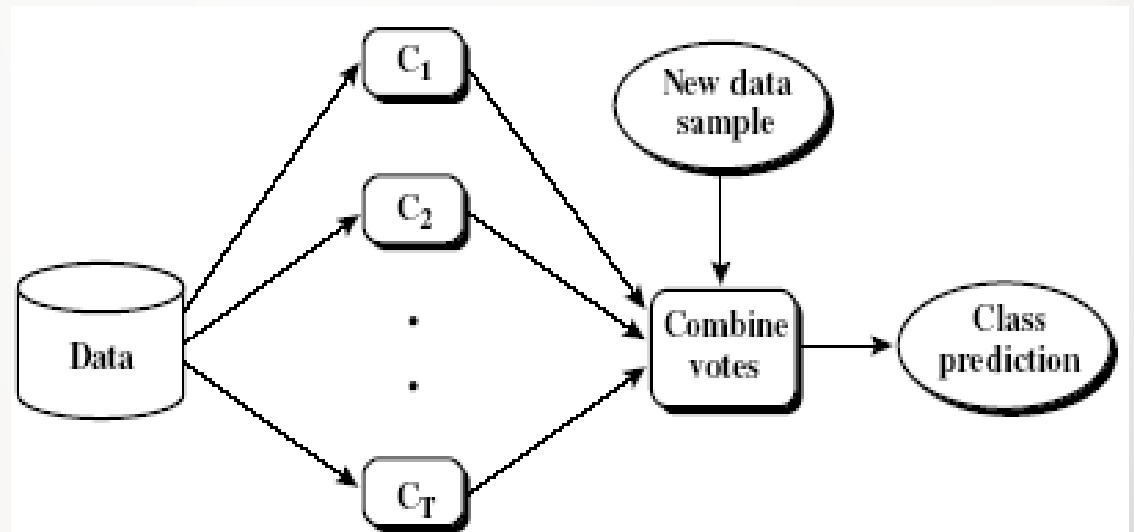 C1
New data
sample
C2
Data
Combine
votes
Class
prediction
CT